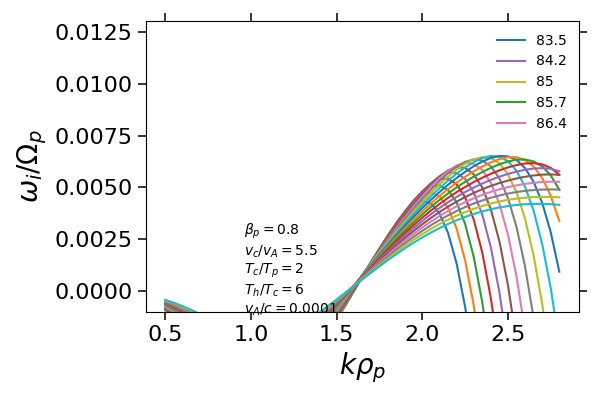 0.0125
0.0100
0.0075
0.0050
0.0025
0.0000
ω_i/Ω_p
83.5
84.2
85
85.7
86.4
β_p = 0.8
v_c/v_A = 5.5
T_c/T_p = 2
T_h/T_c = 6
v_A/c = 0.0001
0.5 1.0 1.5 2.0 2.5
kρ_p